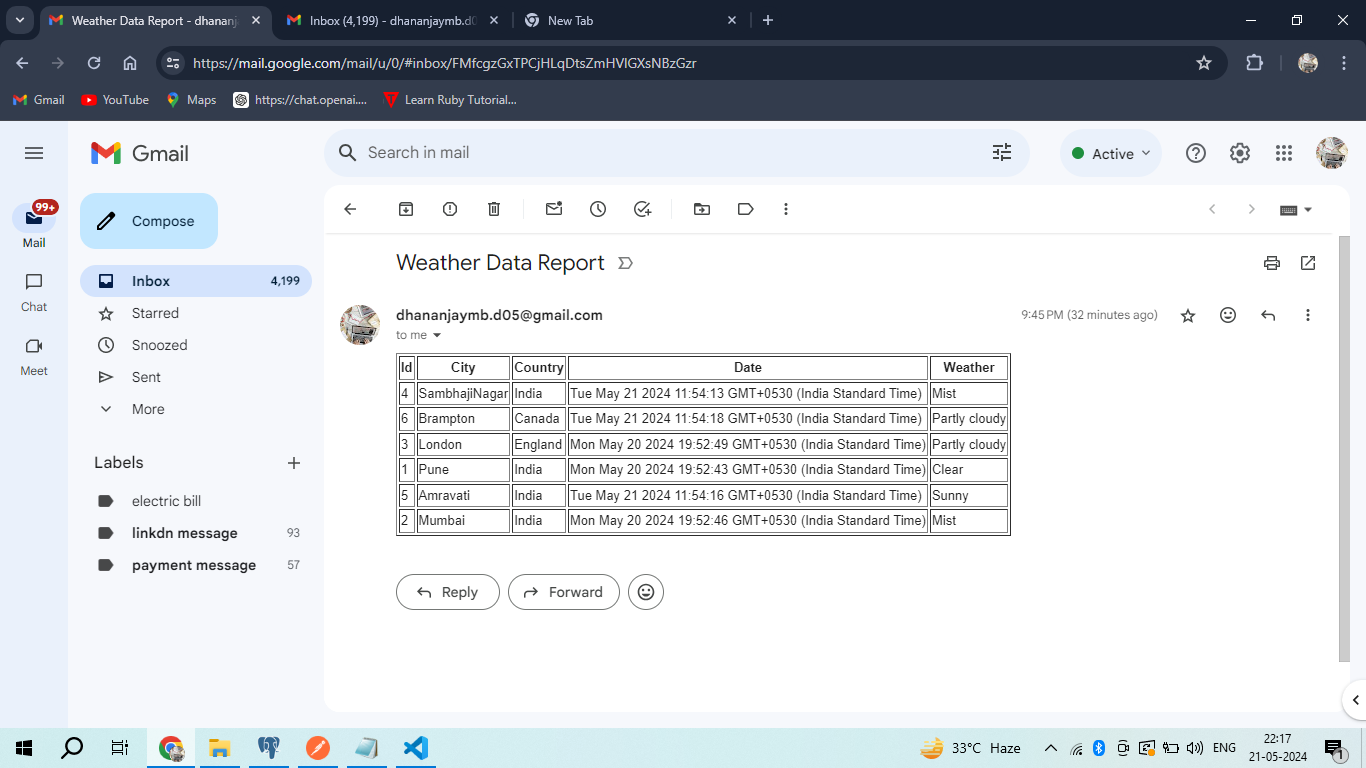 Weather Data Report - dhananj
Inbox (4,199) - dhananjaymb.d0
New Tab
https://mail.google.com/mail/u/0/#inbox/FMfcgzGxTPCjHLqDtsZmHVlGXsNBzGzr
Gmail YouTube Maps https://chat.openai.... Learn Ruby Tutorial...
Gmail
Search in mail
Active
99+
Mail
Chat
Meet
Compose
Inbox 4,199
Starred
Snoozed
Sent
More
Labels
electric bill
linkdn message 93
payment message 57
Weather Data Report
dhananjaymb.d05@gmail.com 9:45 PM (32 minutes ago)
to me
Id City Country Date Weather
4 SambhajiNagar India Tue May 21 2024 11:54:13 GMT+0530 (India Standard Time) Mist
6 Brampton Canada Tue May 21 2024 11:54:18 GMT+0530 (India Standard Time) Partly cloudy
3 London England Mon May 20 2024 19:52:49 GMT+0530 (India Standard Time) Partly cloudy
1 Pune India Mon May 20 2024 19:52:43 GMT+0530 (India Standard Time) Clear
5 Amravati India Tue May 21 2024 11:54:16 GMT+0530 (India Standard Time) Sunny
2 Mumbai India Mon May 20 2024 19:52:46 GMT+0530 (India Standard Time) Mist
Reply Forward
33°C Haze ENG 22:17
21-05-2024
1